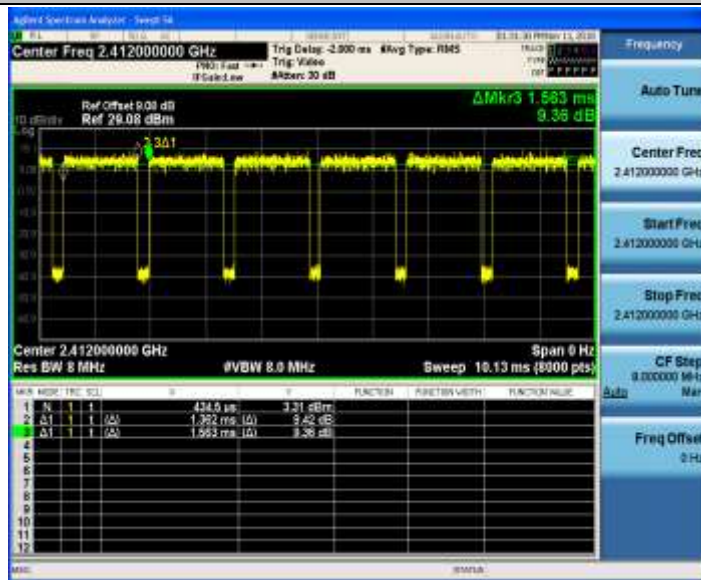 Agilent Spectrum Analyzer - Swept SA
Center Freq 2.412000000 GHz
PNO: Fast
IFGain:Low
Trig Delay: -2.000 ms
Trig: Video
#Atten: 30 dB
#Avg Type: RMS
Frequency
Auto Tune
Center Freq
2.412000000 GHz
Start Freq
2.412000000 GHz
Stop Freq
2.412000000 GHz
CF Step
8.000000 MHz
Auto Man
Freq Offset
0 Hz
Ref Offset 9.08 dB
10 dB/div Ref 29.08 dBm
Log
ΔMkr3 1.563 ms
9.36 dB
3Δ1
Center 2.412000000 GHz
Span 0 Hz
Res BW 8 MHz
#VBW 8.0 MHz
Sweep 10.13 ms (8000 pts)
MKR MODE TRC SCL X Y FUNCTION FUNCTION WIDTH FUNCTION VALUE
1 N 1 t 434.5 µs 3.31 dBm
2 Δ1 1 t (Δ) 1.362 ms (Δ) 9.42 dB
3 Δ1 1 t (Δ) 1.563 ms (Δ) 9.36 dB
4
5
6
7
8
9
10
11
12
MSG
STATUS